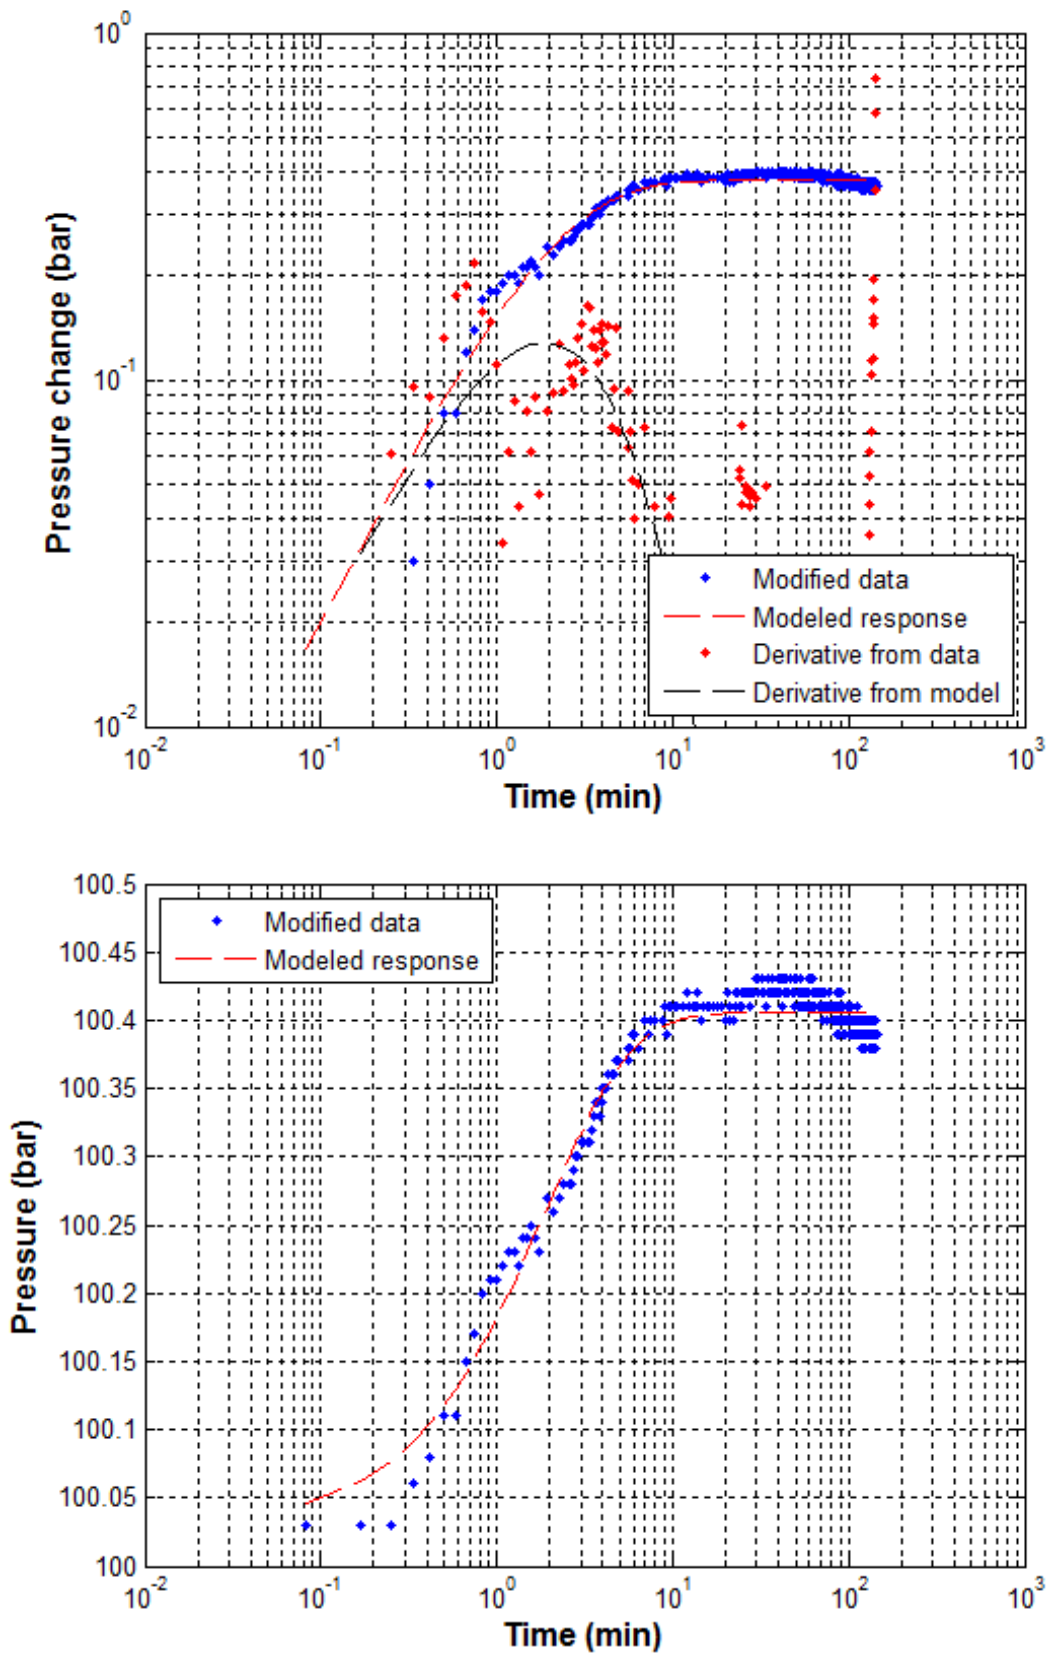 10^0
10^-1
10^-2
Pressure change (bar)
Modified data
Modeled response
Derivative from data
Derivative from model
10^-2
10^-1
10^0
10^1
10^2
10^3
Time (min)
100.5
100.45
100.4
100.35
100.3
100.25
100.2
100.15
100.1
100.05
100
Pressure (bar)
Modified data
Modeled response
10^-2
10^-1
10^0
10^1
10^2
10^3
Time (min)